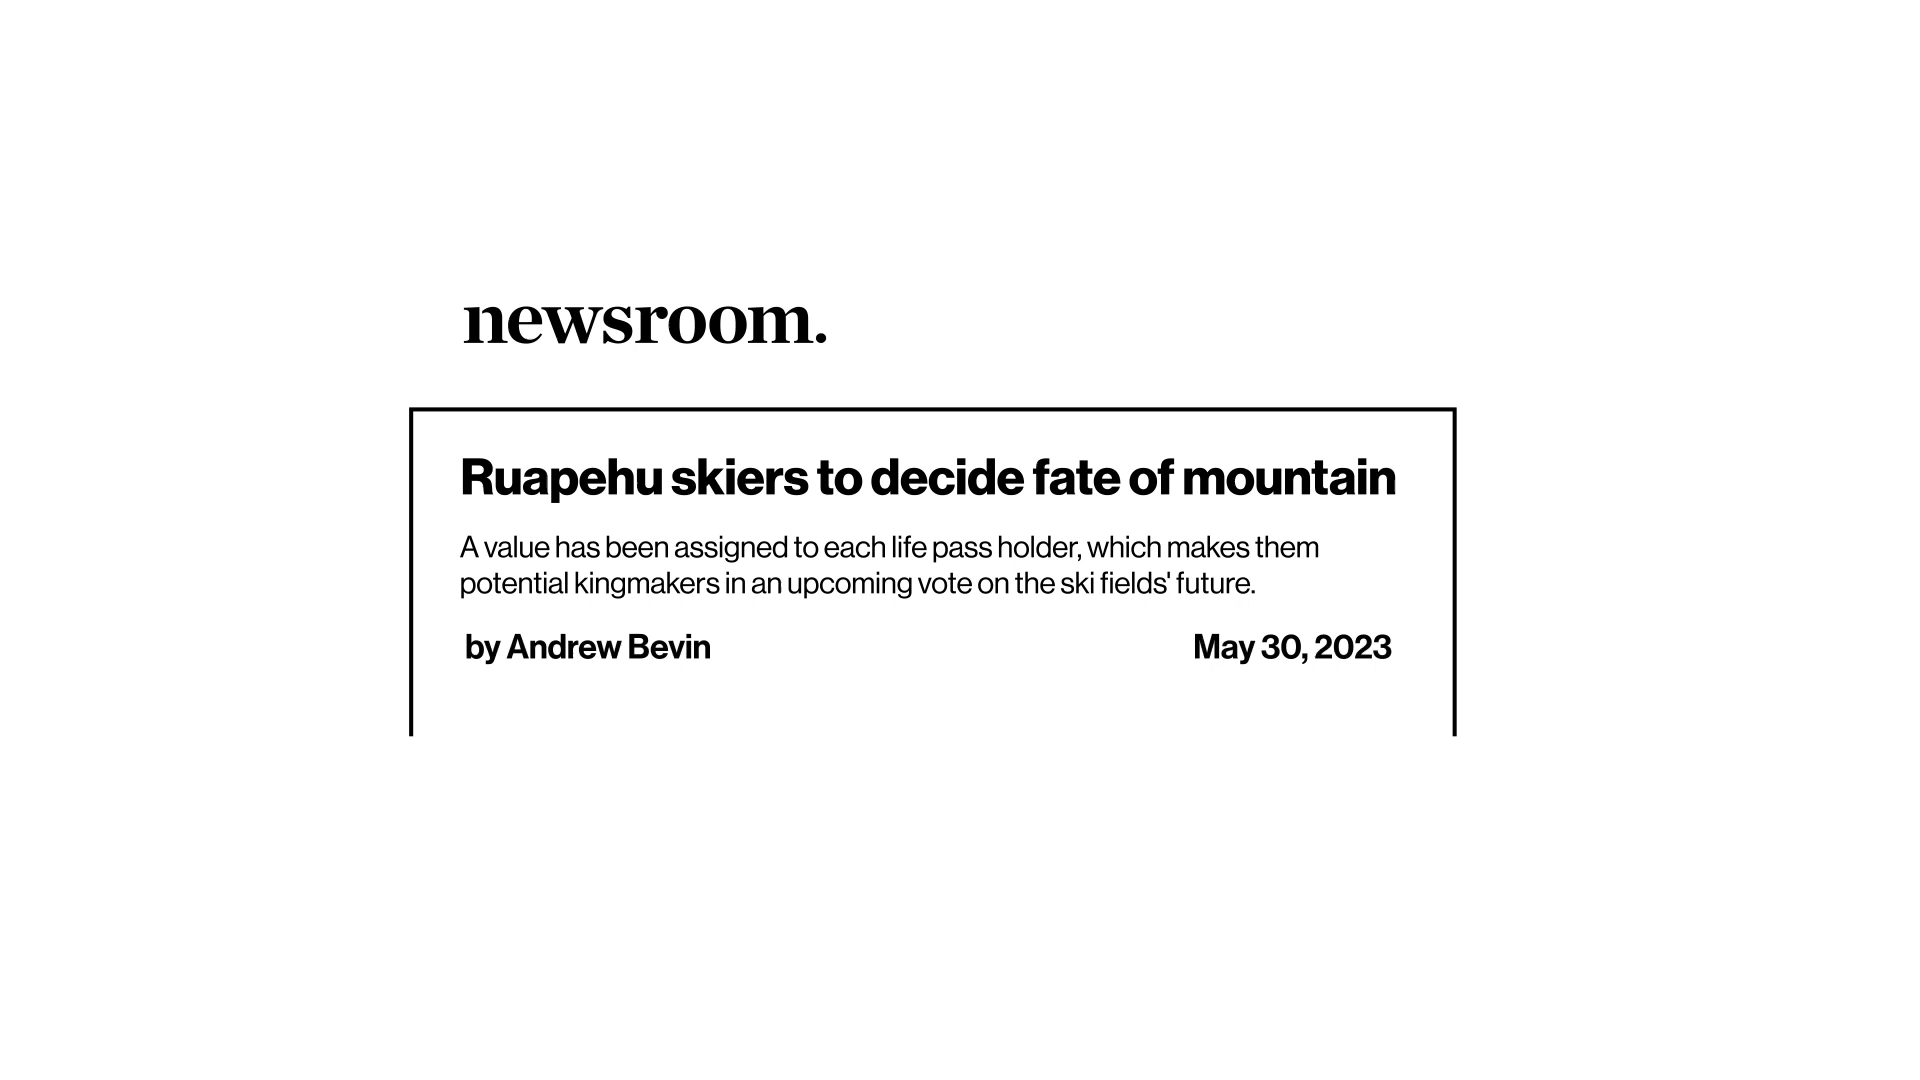 newsroom.
Ruapehu skiers to decide fate of mountain
A value has been assigned to each life pass holder, which makes them
potential kingmakers in an upcoming vote on the ski fields' future.
by Andrew Bevin
May 30, 2023